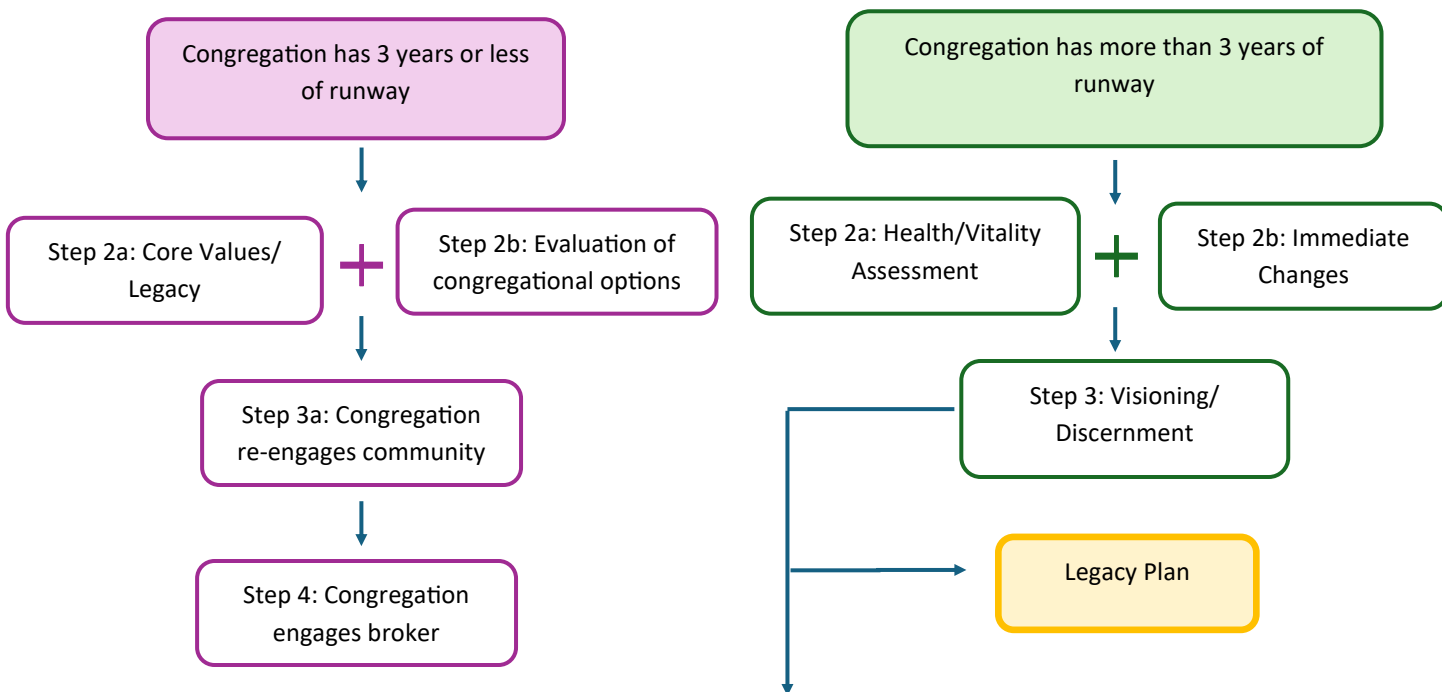 Congregation has 3 years or less
of runway
Congregation has more than 3 years of
runway
Step 2a: Core Values/
Legacy
Step 2b: Evaluation of
congregational options
Step 2a: Health/Vitality
Assessment
Step 2b: Immediate
Changes
Step 3a: Congregation
re-engages community
Step 3: Visioning/
Discernment
Step 4: Congregation
engages broker
Legacy Plan